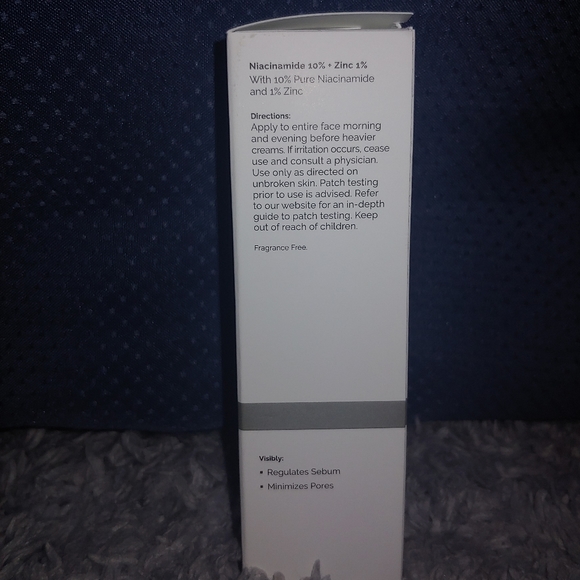 Niacinamide 10% + Zinc 1%
With 10% Pure Niacinamide
and 1% Zinc
Directions:
Apply to entire face morning
and evening before heavier
creams. If irritation occurs, cease
use and consult a physician.
Use only as directed on
unbroken skin. Patch testing
prior to use is advised. Refer
to our website for an in-depth
guide to patch testing. Keep
out of reach of children.
Fragrance Free.
Visibly:
• Regulates Sebum
• Minimizes Pores